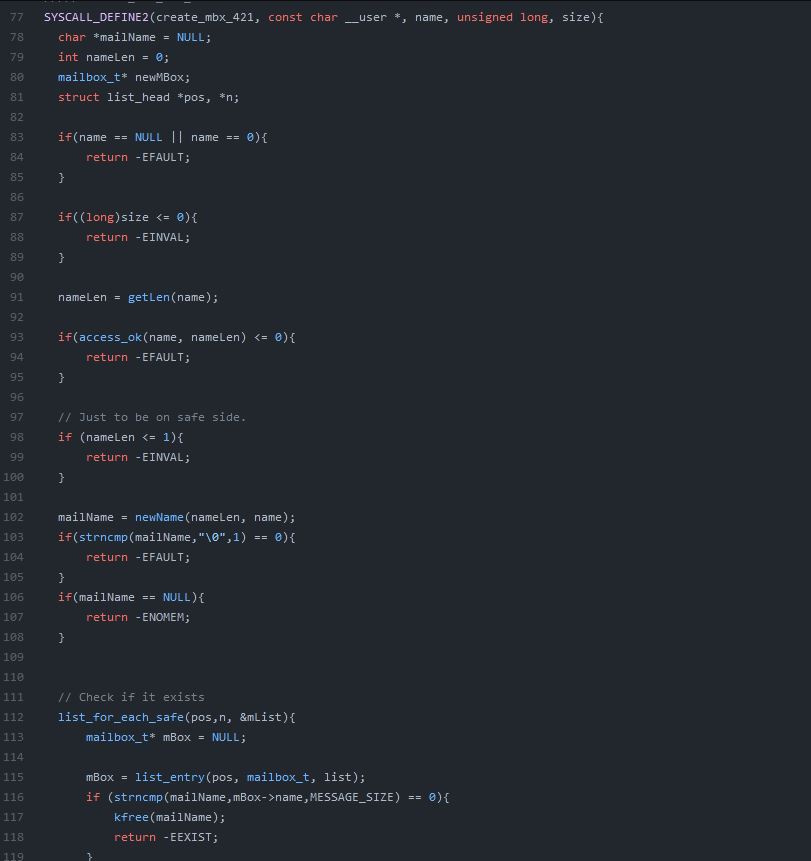 77 SYSCALL_DEFINE2(create_mbx_421, const char __user *, name, unsigned long, size){
78 char *mailName = NULL;
79 int nameLen = 0;
80 mailbox_t* newMBox;
81 struct list_head *pos, *n;
82
83 if(name == NULL || name == 0){
84 return -EFAULT;
85 }
86
87 if((long)size <= 0){
88 return -EINVAL;
89 }
90
91 nameLen = getLen(name);
92
93 if(access_ok(name, nameLen) <= 0){
94 return -EFAULT;
95 }
96
97 // Just to be on safe side.
98 if (nameLen <= 1){
99 return -EINVAL;
100 }
101
102 mailName = newName(nameLen, name);
103 if(strncmp(mailName,"\0",1) == 0){
104 return -EFAULT;
105 }
106 if(mailName == NULL){
107 return -ENOMEM;
108 }
109
110
111 // Check if it exists
112 list_for_each_safe(pos,n, &mList){
113 mailbox_t* mBox = NULL;
114
115 mBox = list_entry(pos, mailbox_t, list);
116 if (strncmp(mailName,mBox->name,MESSAGE_SIZE) == 0){
117 kfree(mailName);
118 return -EEXIST;
119 }